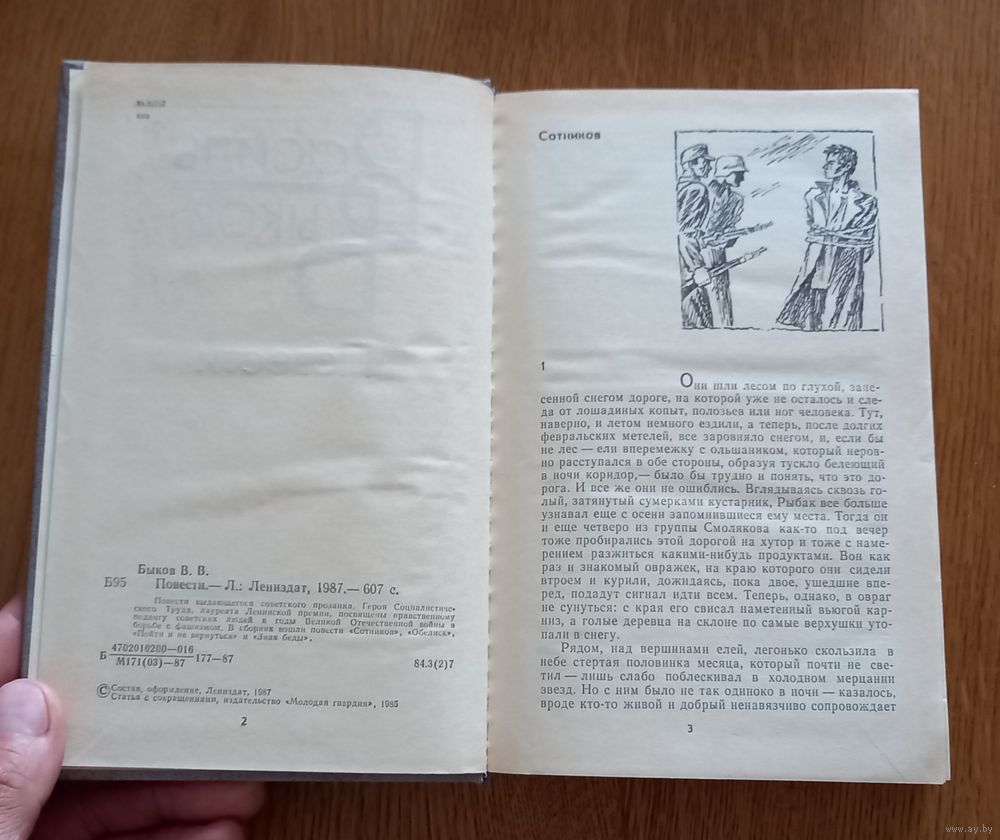 Быков В. В.
Б95 Повести.— Л.: Лениздат, 1987.— 607 с.
Повести выдающегося советского прозаика, Героя Социалистиче-
ского Труда, лауреата Ленинской премии, посвящены нравственному
подвигу советских людей в годы Великой Отечественной войны и
борьбе с фашизмом. В сборник вошли повести «Сотников», «Обелиск»,
«Пойти и не вернуться» и «Знак беды».
4702010200—016
Б 177—87
М171(03)—87
84.3(2)7
© Состав, оформление, Лениздат, 1987
Статья с сокращениями, издательство «Молодая гвардия», 1985
2
Сотников
1
Они шли лесом по глухой, зане-
сенной снегом дороге, на которой уже не осталось и сле-
да от лошадиных копыт, полозьев или ног человека. Тут,
наверно, и летом немного ездили, а теперь, после долгих
февральских метелей, все заровняло снегом, и, если бы
не лес — ели вперемежку с ольшаником, который неров-
но расступался в обе стороны, образуя тускло белеющий
в ночи коридор,— было бы трудно и понять, что это до-
рога. И все же они не ошиблись. Вглядываясь сквозь го-
лый, затянутый сумерками кустарник, Рыбак все больше
узнавал еще с осени запомнившиеся ему места. Тогда он
и еще четверо из группы Смолякова как-то под вечер
тоже пробирались этой дорогой на хутор и тоже с наме-
рением разжиться какими-нибудь продуктами. Вон как
раз и знакомый овражек, на краю которого они сидели
втроем и курили, дожидаясь, пока двое, ушедшие впе-
ред, подадут сигнал идти всем. Теперь, однако, в овраг
не сунуться: с края его свисал наметенный вьюгой кар-
низ, а голые деревца на склоне по самые верхушки уто-
пали в снегу.
Рядом, над вершинами елей, легонько скользила в
небе стертая половинка месяца, который почти не све-
тил — лишь слабо поблескивал в холодном мерцании
звезд. Но с ним было не так одиноко в ночи — казалось,
вроде кто-то живой и добрый ненавязчиво сопровождает
3
www.ay.by